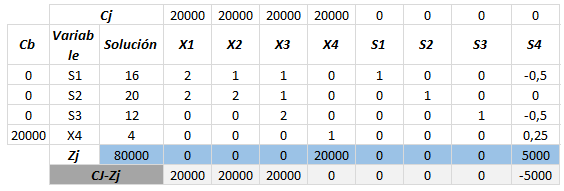 Cj 20000 20000 20000 20000 0 0 0 0
Cb Variable Solución X1 X2 X3 X4 S1 S2 S3 S4
0 S1 16 2 1 1 0 1 0 0 -0,5
0 S2 20 2 2 1 0 0 1 0 0
0 S3 12 0 0 2 0 0 0 1 -0,5
20000 X4 4 0 0 0 1 0 0 0 0,25
Zj 80000 0 0 0 20000 0 0 0 5000
CJ-Zj 20000 20000 20000 0 0 0 0 -5000